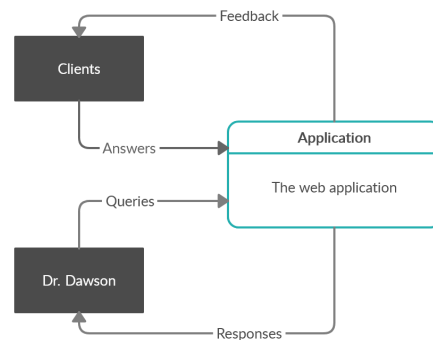 Feedback
Clients
Application
Answers
The web application
Queries
Dr. Dawson
Responses